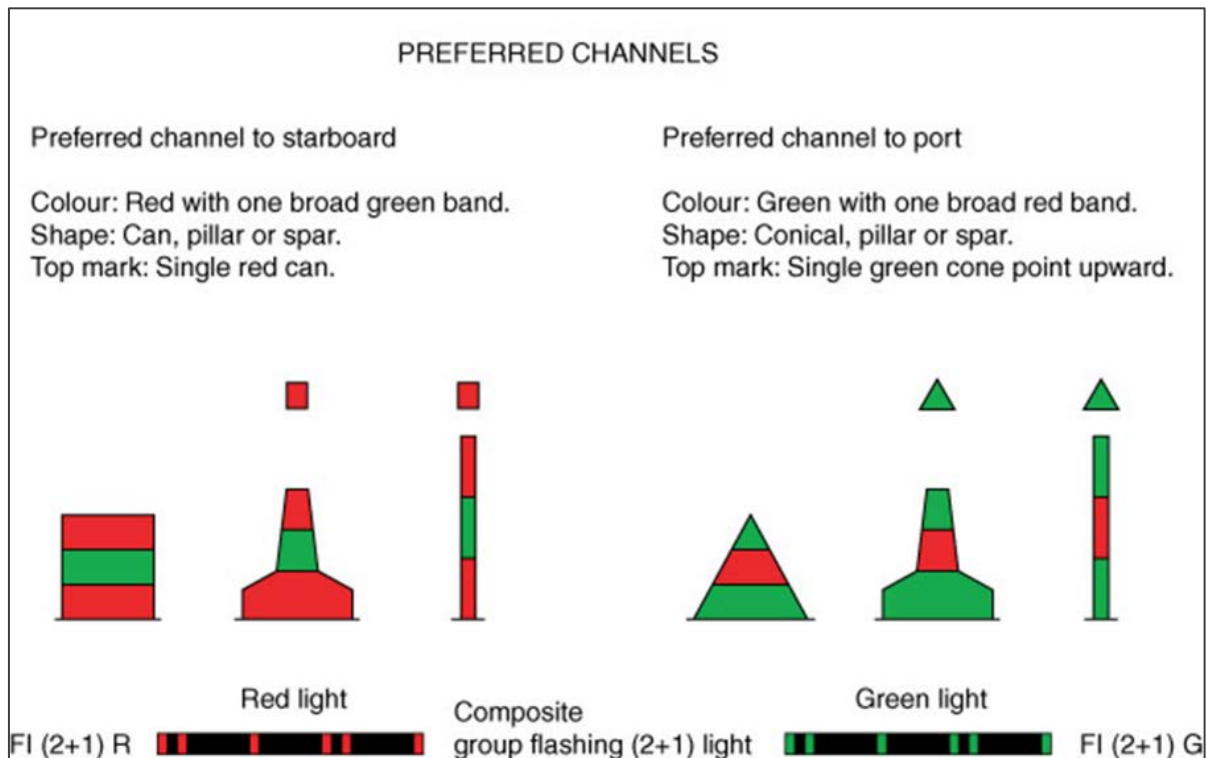 PREFERRED CHANNELS
Preferred channel to starboard
Colour: Red with one broad green band.
Shape: Can, pillar or spar.
Top mark: Single red can.
Preferred channel to port
Colour: Green with one broad red band.
Shape: Conical, pillar or spar.
Top mark: Single green cone point upward.
Red light
Fl (2+1) R
Composite
group flashing (2+1) light
Green light
Fl (2+1) G